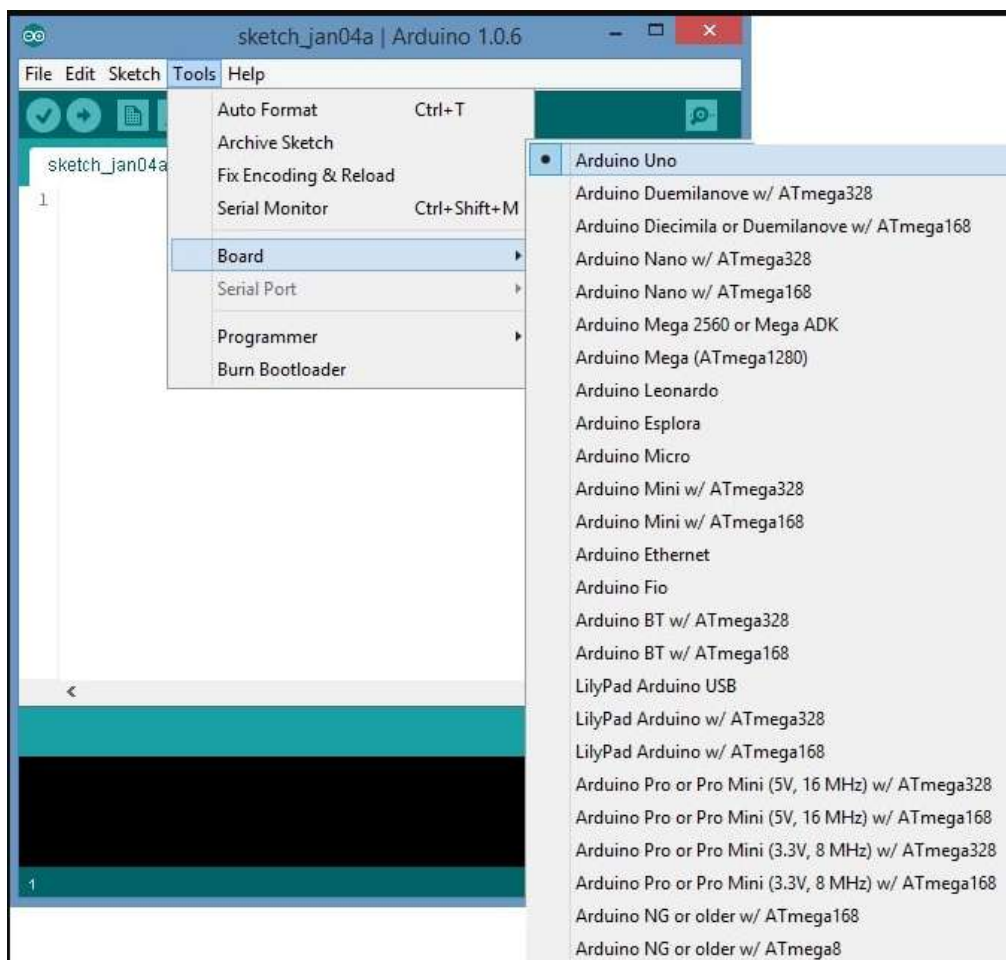 sketch_jan04a | Arduino 1.0.6
File Edit Sketch Tools Help
Auto Format Ctrl+T
Archive Sketch
Fix Encoding & Reload
Serial Monitor Ctrl+Shift+M
Board
Serial Port
Programmer
Burn Bootloader
sketch_jan04a
1
Arduino Uno
Arduino Duemilanove w/ ATmega328
Arduino Diecimila or Duemilanove w/ ATmega168
Arduino Nano w/ ATmega328
Arduino Nano w/ ATmega168
Arduino Mega 2560 or Mega ADK
Arduino Mega (ATmega1280)
Arduino Leonardo
Arduino Esplora
Arduino Micro
Arduino Mini w/ ATmega328
Arduino Mini w/ ATmega168
Arduino Ethernet
Arduino Fio
Arduino BT w/ ATmega328
Arduino BT w/ ATmega168
LilyPad Arduino USB
LilyPad Arduino w/ ATmega328
LilyPad Arduino w/ ATmega168
Arduino Pro or Pro Mini (5V, 16 MHz) w/ ATmega328
Arduino Pro or Pro Mini (5V, 16 MHz) w/ ATmega168
Arduino Pro or Pro Mini (3.3V, 8 MHz) w/ ATmega328
Arduino Pro or Pro Mini (3.3V, 8 MHz) w/ ATmega168
Arduino NG or older w/ ATmega168
Arduino NG or older w/ ATmega8
1